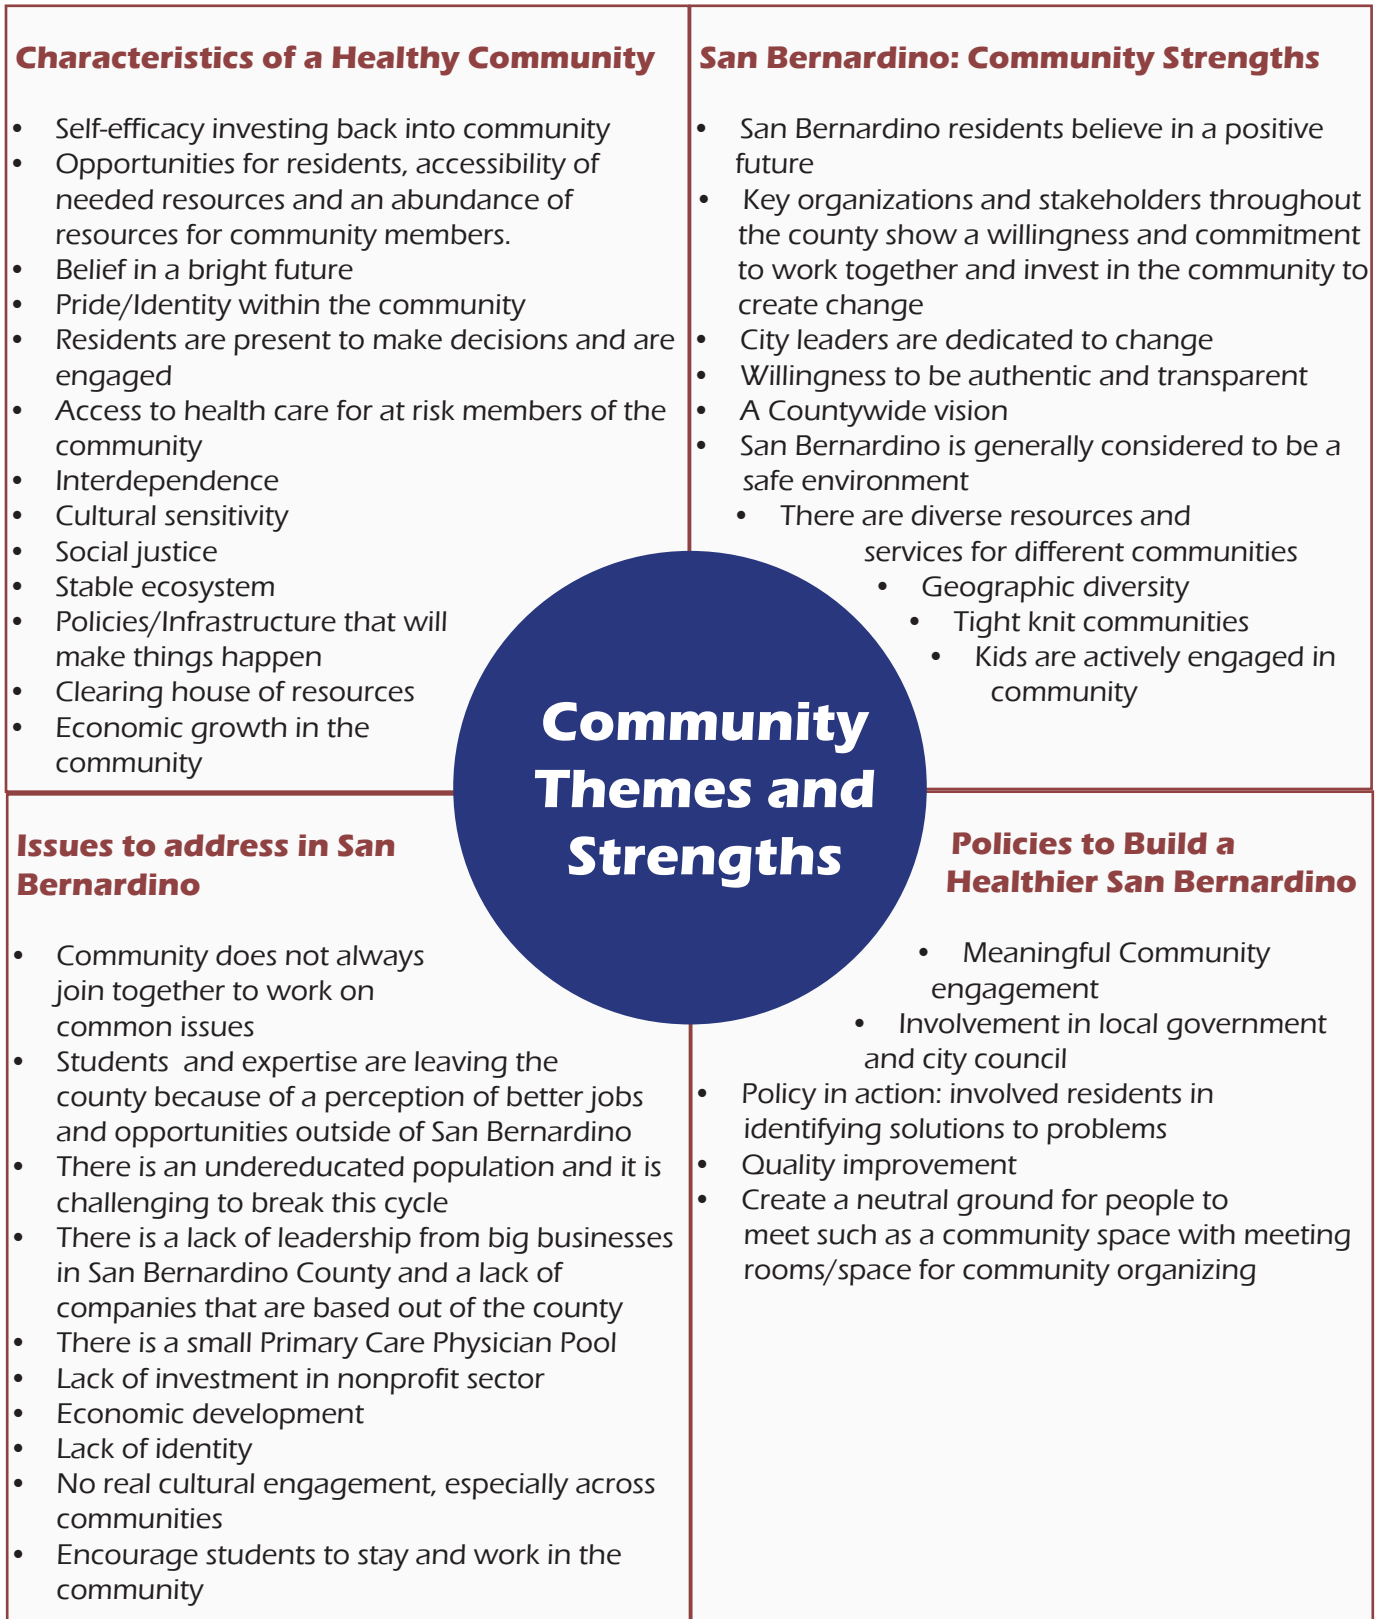 Characteristics of a Healthy Community
• Self-efficacy investing back into community
• Opportunities for residents, accessibility of
needed resources and an abundance of
resources for community members.
• Belief in a bright future
• Pride/Identity within the community
• Residents are present to make decisions and are
engaged
• Access to health care for at risk members of the
community
• Interdependence
• Cultural sensitivity
• Social justice
• Stable ecosystem
• Policies/Infrastructure that will
make things happen
• Clearing house of resources
• Economic growth in the
community
San Bernardino: Community Strengths
• San Bernardino residents believe in a positive
future
• Key organizations and stakeholders throughout
the county show a willingness and commitment
to work together and invest in the community to
create change
• City leaders are dedicated to change
• Willingness to be authentic and transparent
• A Countywide vision
• San Bernardino is generally considered to be a
safe environment
• There are diverse resources and
services for different communities
• Geographic diversity
• Tight knit communities
• Kids are actively engaged in
community
Community
Themes and
Strengths
Issues to address in San
Bernardino
• Community does not always
join together to work on
common issues
• Students and expertise are leaving the
county because of a perception of better jobs
and opportunities outside of San Bernardino
• There is an undereducated population and it is
challenging to break this cycle
• There is a lack of leadership from big businesses
in San Bernardino County and a lack of
companies that are based out of the county
• There is a small Primary Care Physician Pool
• Lack of investment in nonprofit sector
• Economic development
• Lack of identity
• No real cultural engagement, especially across
communities
• Encourage students to stay and work in the
community
Policies to Build a
Healthier San Bernardino
• Meaningful Community
engagement
• Involvement in local government
and city council
• Policy in action: involved residents in
identifying solutions to problems
• Quality improvement
• Create a neutral ground for people to
meet such as a community space with meeting
rooms/space for community organizing